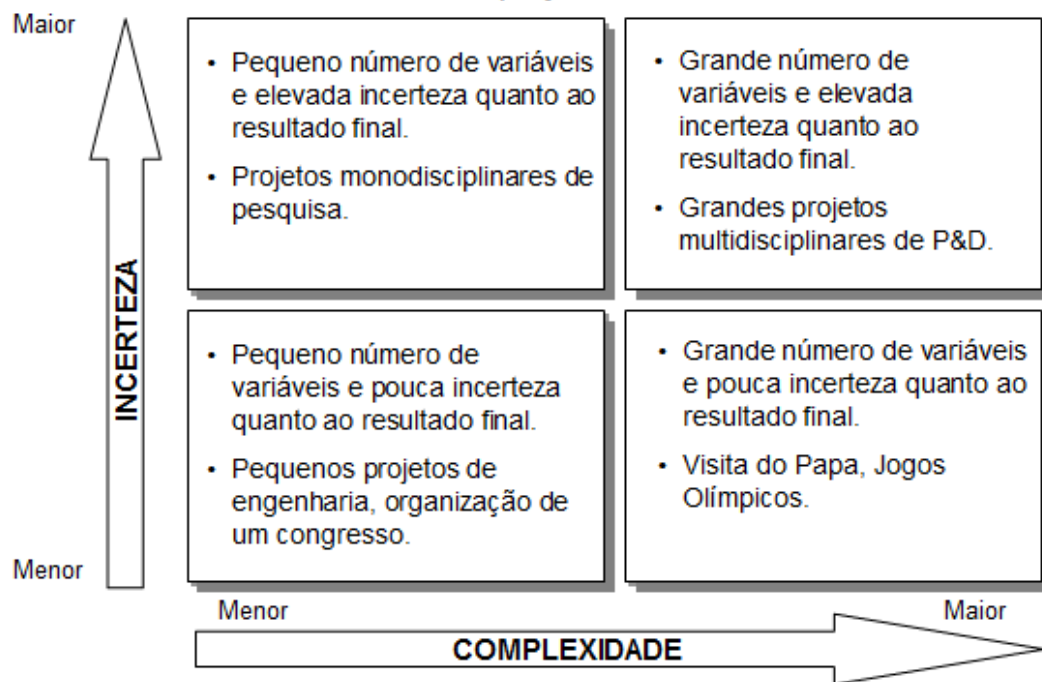 Maior
• Pequeno número de variáveis
e elevada incerteza quanto ao
resultado final.
• Projetos monodisciplinares de
pesquisa.
• Grande número de
variáveis e elevada
incerteza quanto ao
resultado final.
• Grandes projetos
multidisciplinares de P&D.
INCERTEZA
• Pequeno número de
variáveis e pouca incerteza
quanto ao resultado final.
• Pequenos projetos de
engenharia, organização de
um congresso.
• Grande número de variáveis
e pouca incerteza quanto ao
resultado final.
• Visita do Papa, Jogos
Olímpicos.
Menor
Menor
Maior
COMPLEXIDADE